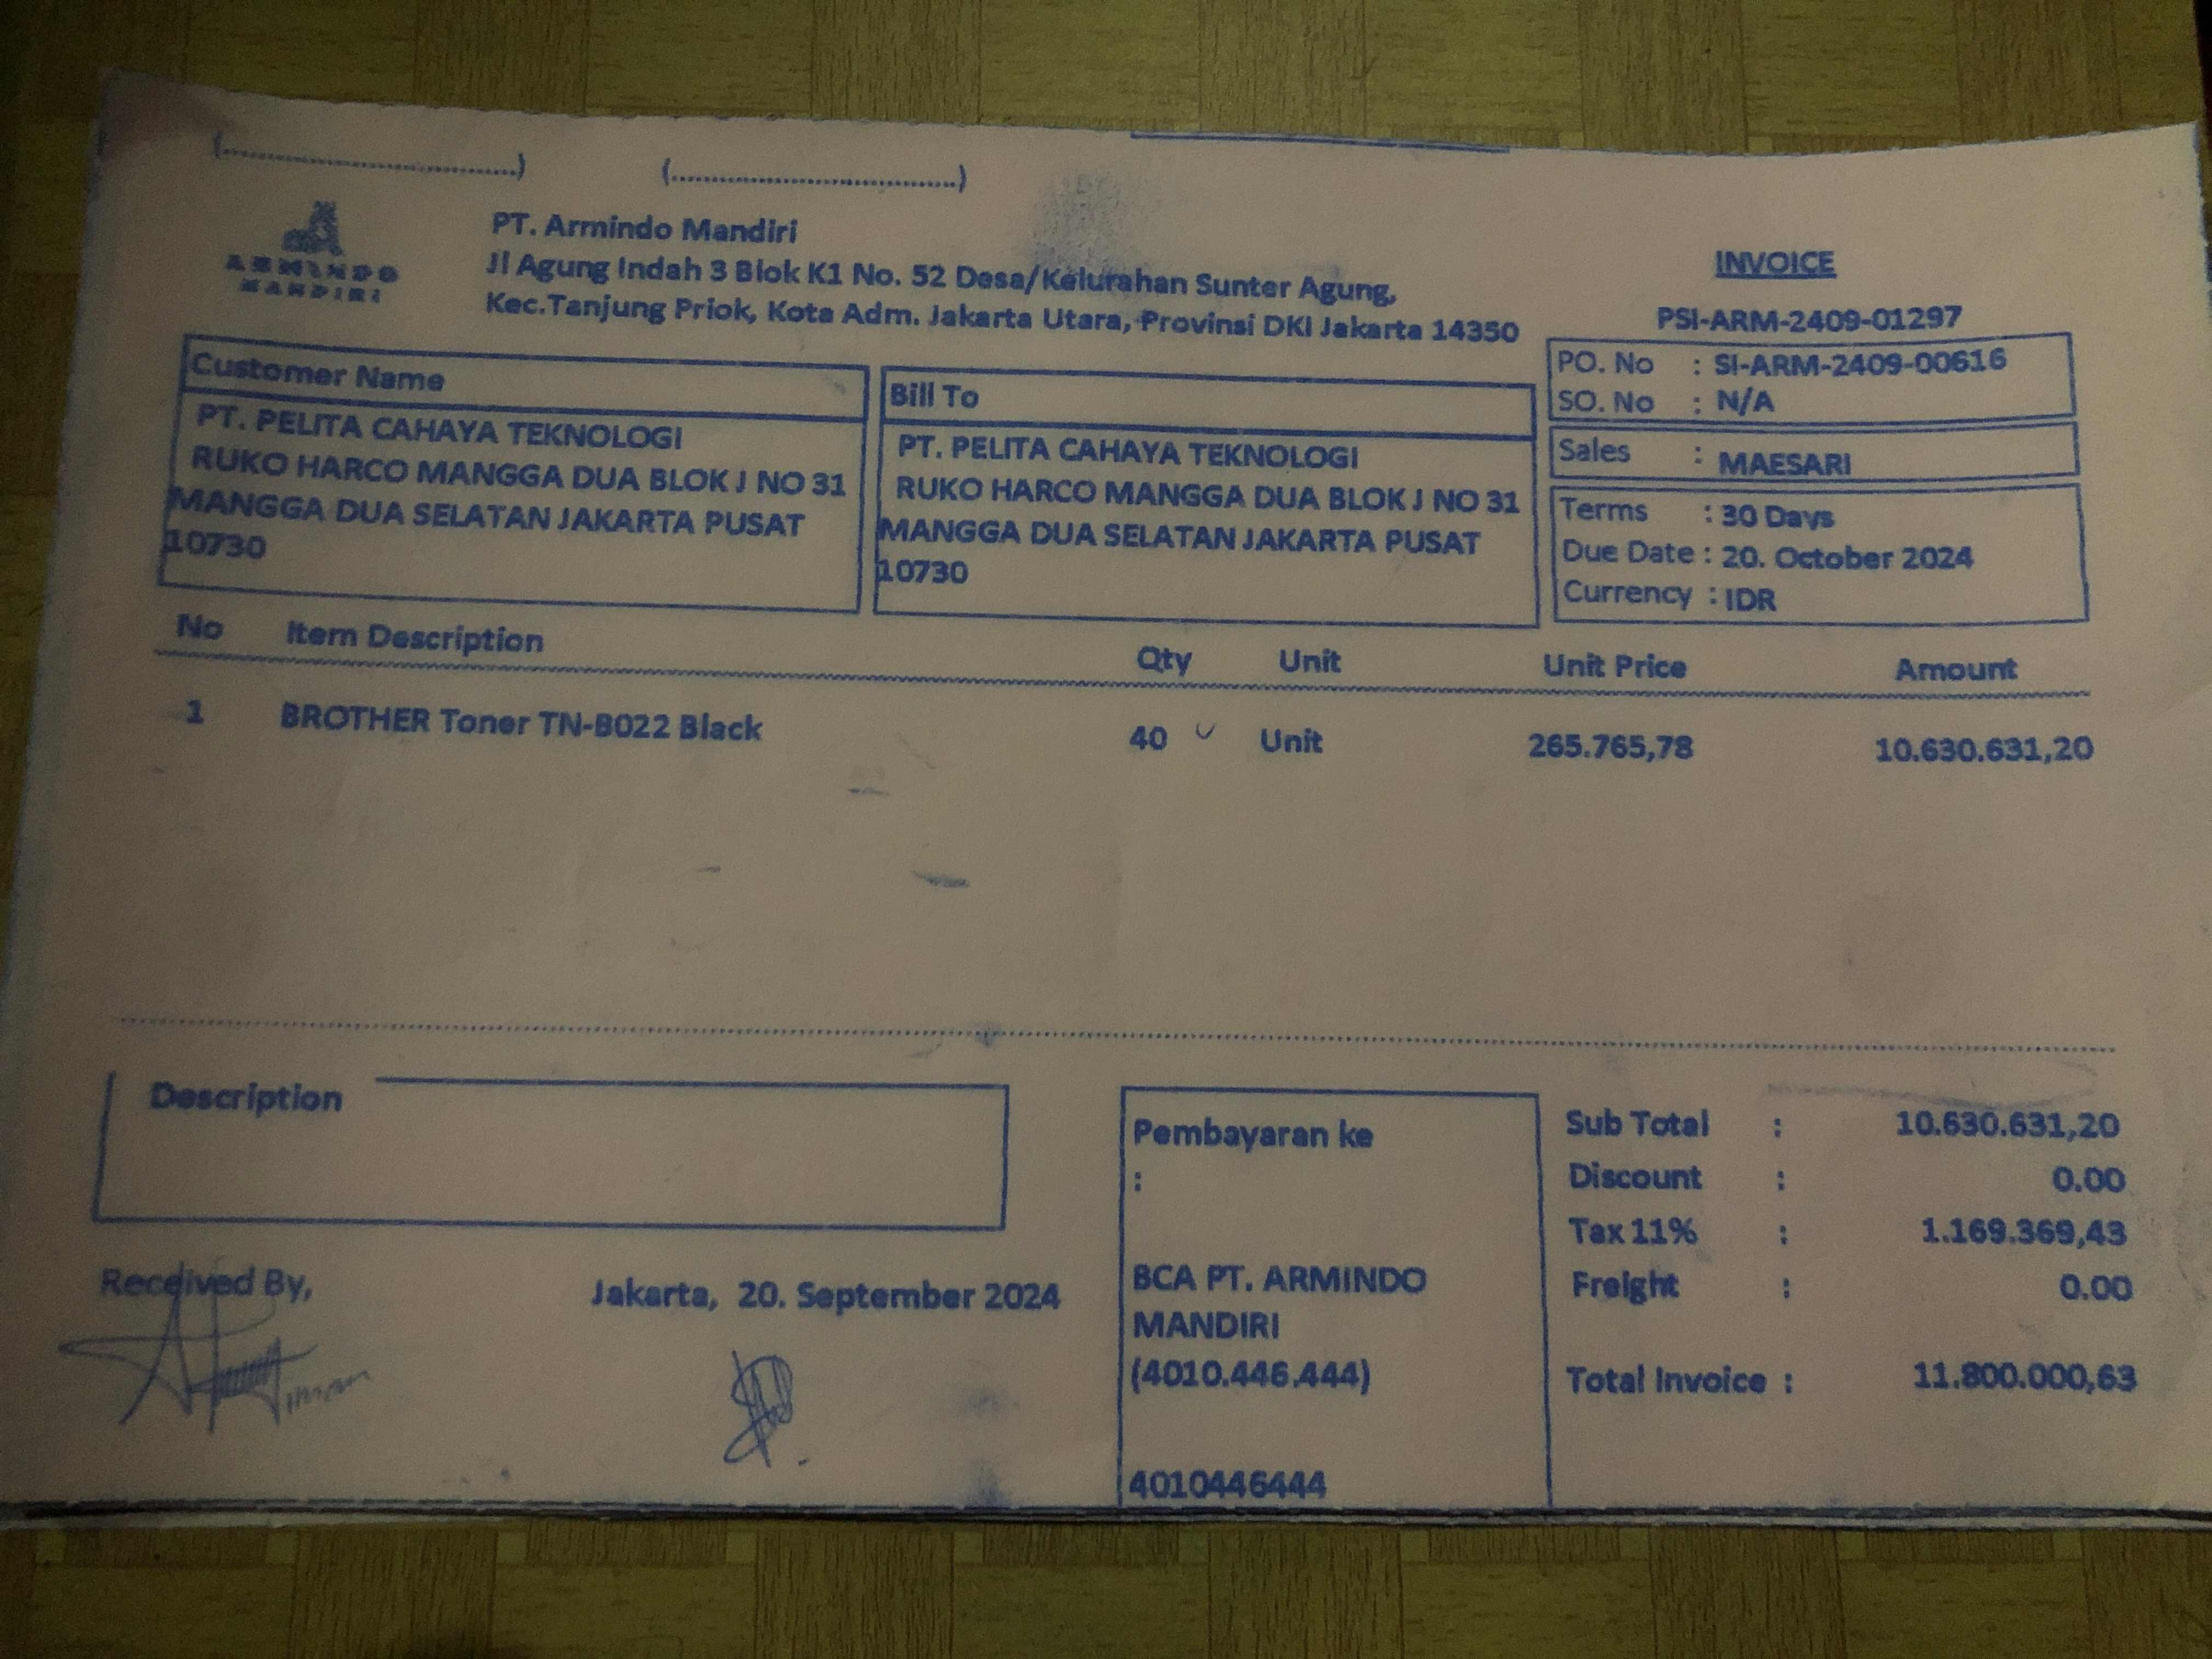 (................................)
(................................)
ARMINDO
MANDIRI
PT. Armindo Mandiri
Jl Agung Indah 3 Blok K1 No. 52 Desa/Kelurahan Sunter Agung,
Kec.Tanjung Priok, Kota Adm. Jakarta Utara, Provinsi DKI Jakarta 14350
INVOICE
PSI-ARM-2409-01297
PO. No : SI-ARM-2409-00616
SO. No : N/A
Sales : MAESARI
Terms : 30 Days
Due Date : 20. October 2024
Currency : IDR
Customer Name
PT. PELITA CAHAYA TEKNOLOGI
RUKO HARCO MANGGA DUA BLOK J NO 31
MANGGA DUA SELATAN JAKARTA PUSAT
10730
Bill To
PT. PELITA CAHAYA TEKNOLOGI
RUKO HARCO MANGGA DUA BLOK J NO 31
MANGGA DUA SELATAN JAKARTA PUSAT
10730
No Item Description Qty Unit Unit Price Amount
1 BROTHER Toner TN-B022 Black 40 Unit 265.765,78 10.630.631,20
Description
Received By,
Jakarta, 20. September 2024
Pembayaran ke
:
BCA PT. ARMINDO
MANDIRI
(4010.446.444)
4010446444
Sub Total : 10.630.631,20
Discount : 0.00
Tax 11% : 1.169.369,43
Freight : 0.00
Total Invoice : 11.800.000,63